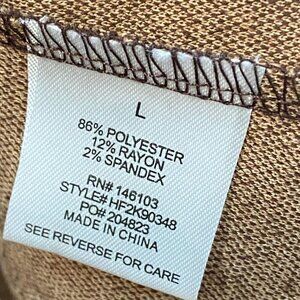 L
86% POLYESTER
12% RAYON
2% SPANDEX
RN# 146103
STYLE# HF2K90348
PO# 204823
MADE IN CHINA
SEE REVERSE FOR CARE